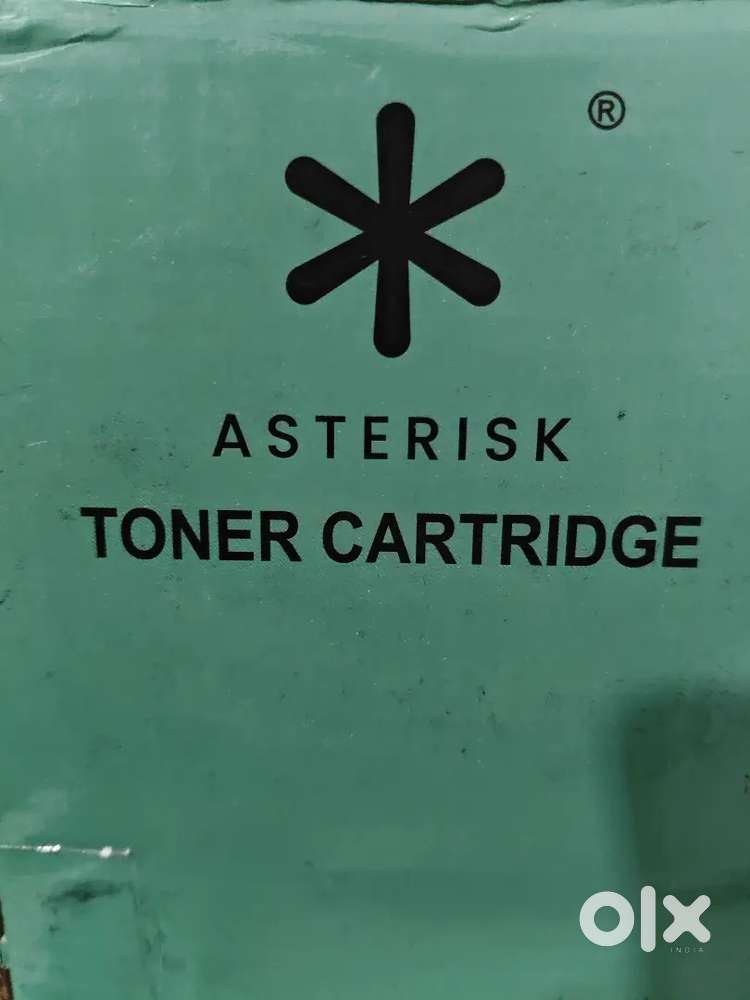 ®
ASTERISK
TONER CARTRIDGE
olx
INDIA